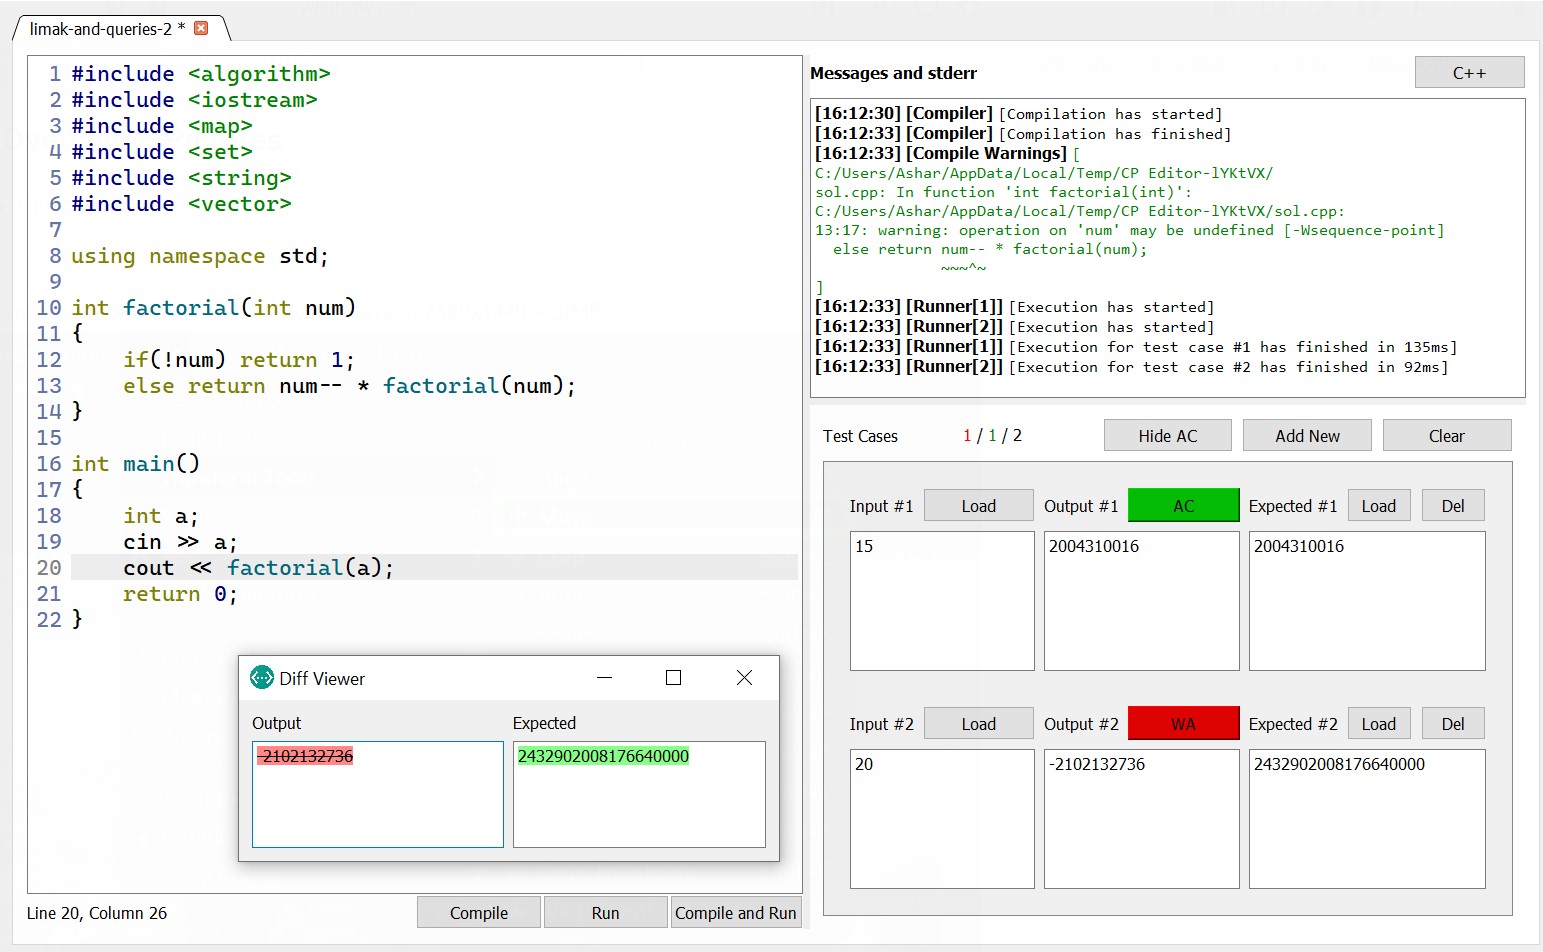 limak-and-queries-2 *
1 #include <algorithm>
2 #include <iostream>
3 #include <map>
4 #include <set>
5 #include <string>
6 #include <vector>
7
8 using namespace std;
9
10 int factorial(int num)
11 {
12     if(!num) return 1;
13     else return num-- * factorial(num);
14 }
15
16 int main()
17 {
18     int a;
19     cin >> a;
20     cout << factorial(a);
21     return 0;
22 }
Diff Viewer
Output Expected
-2102132736 2432902008176640000
Line 20, Column 26 Compile Run Compile and Run
Messages and stderr C++
[16:12:30] [Compiler] [Compilation has started]
[16:12:33] [Compiler] [Compilation has finished]
[16:12:33] [Compile Warnings] [
C:/Users/Ashar/AppData/Local/Temp/CP Editor-lYKtVX/
sol.cpp: In function 'int factorial(int)':
C:/Users/Ashar/AppData/Local/Temp/CP Editor-lYKtVX/sol.cpp:
13:17: warning: operation on 'num' may be undefined [-Wsequence-point]
  else return num-- * factorial(num);
              ~~~^~
]
[16:12:33] [Runner[1]] [Execution has started]
[16:12:33] [Runner[2]] [Execution has started]
[16:12:33] [Runner[1]] [Execution for test case #1 has finished in 135ms]
[16:12:33] [Runner[2]] [Execution for test case #2 has finished in 92ms]
Test Cases 1 / 1 / 2 Hide AC Add New Clear
Input #1 Load Output #1 AC Expected #1 Load Del
15 2004310016 2004310016
Input #2 Load Output #2 WA Expected #2 Load Del
20 -2102132736 2432902008176640000